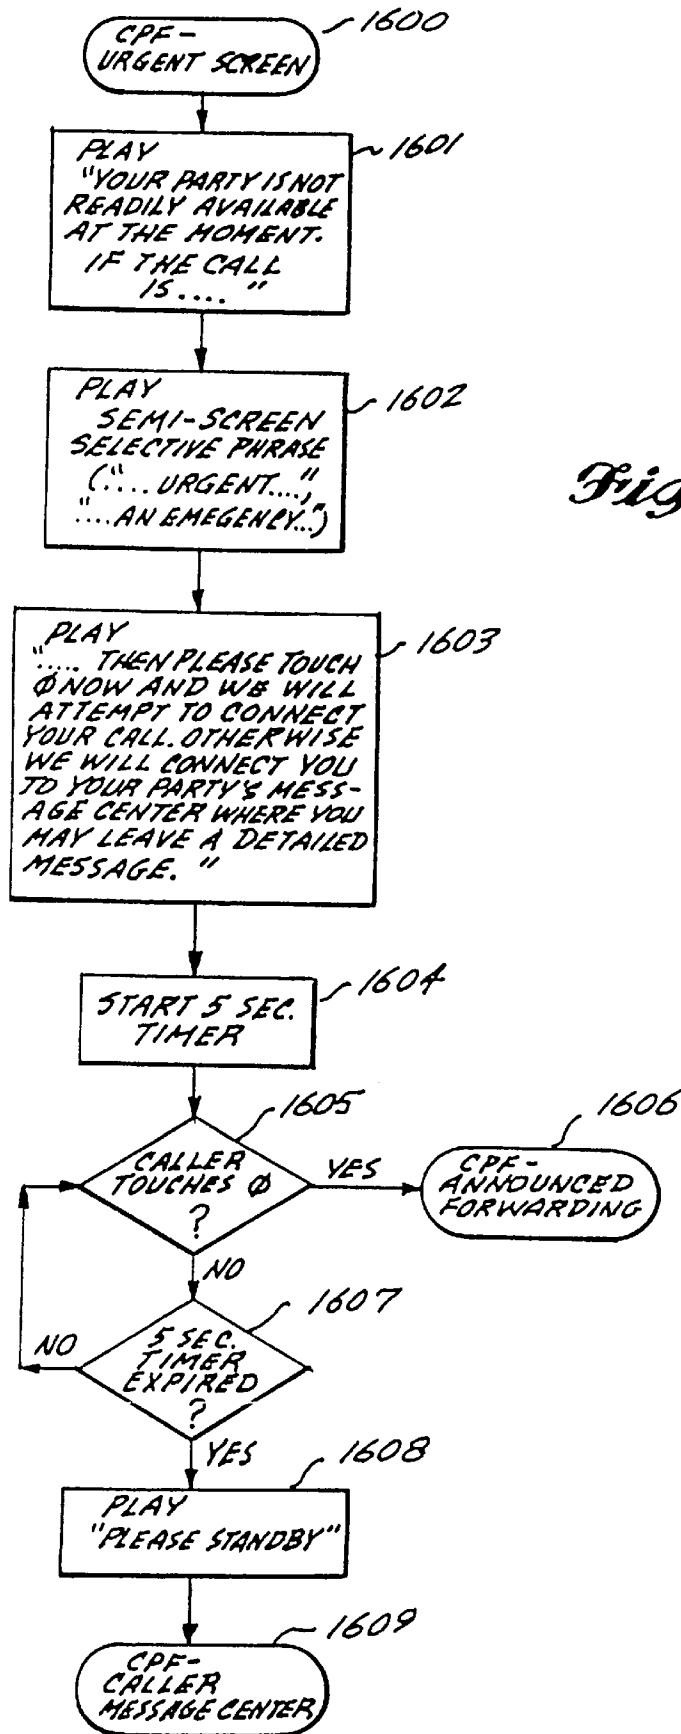 1600
CPF-
URGENT SCREEN
1601
PLAY
"YOUR PARTY IS NOT
READILY AVAILABLE
AT THE MOMENT.
IF THE CALL
IS .... "
1602
PLAY
SEMI-SCREEN
SELECTIVE PHRASE
("....URGENT....,"
"....AN EMEGENCY...")
Fig
1603
PLAY
"..... THEN PLEASE TOUCH
Ø NOW AND WE WILL
ATTEMPT TO CONNECT
YOUR CALL. OTHERWISE
WE WILL CONNECT YOU
TO YOUR PARTY'S MESS-
AGE CENTER WHERE YOU
MAY LEAVE A DETAILED
MESSAGE. "
1604
START 5 SEC.
TIMER
1605
CALLER
TOUCHES Ø
?
YES
1606
CPF-
ANNOUNCED
FORWARDING
NO
1607
5 SEC.
TIMER
EXPIRED
?
NO
YES
1608
PLAY
"PLEASE STANDBY"
1609
CPF-
CALLER
MESSAGE CENTER